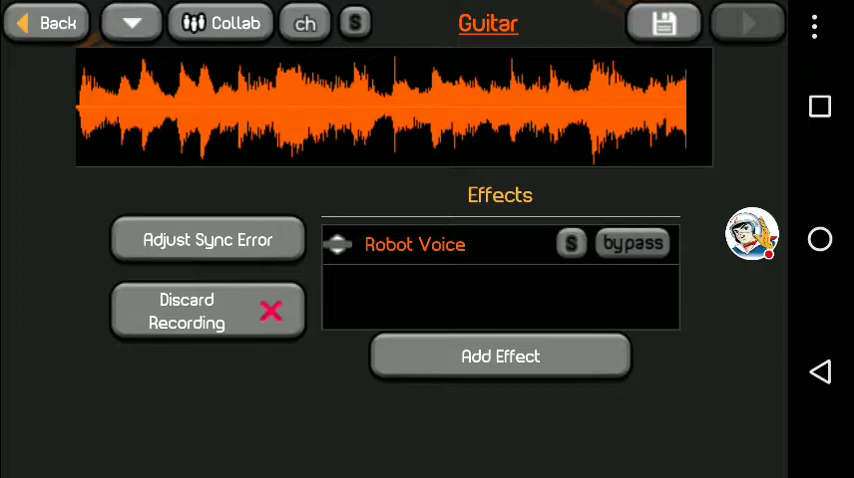 Back
Collab
ch
S
Guitar
Effects
Adjust Sync Error
Robot Voice
S
bypass
Discard
Recording
Add Effect